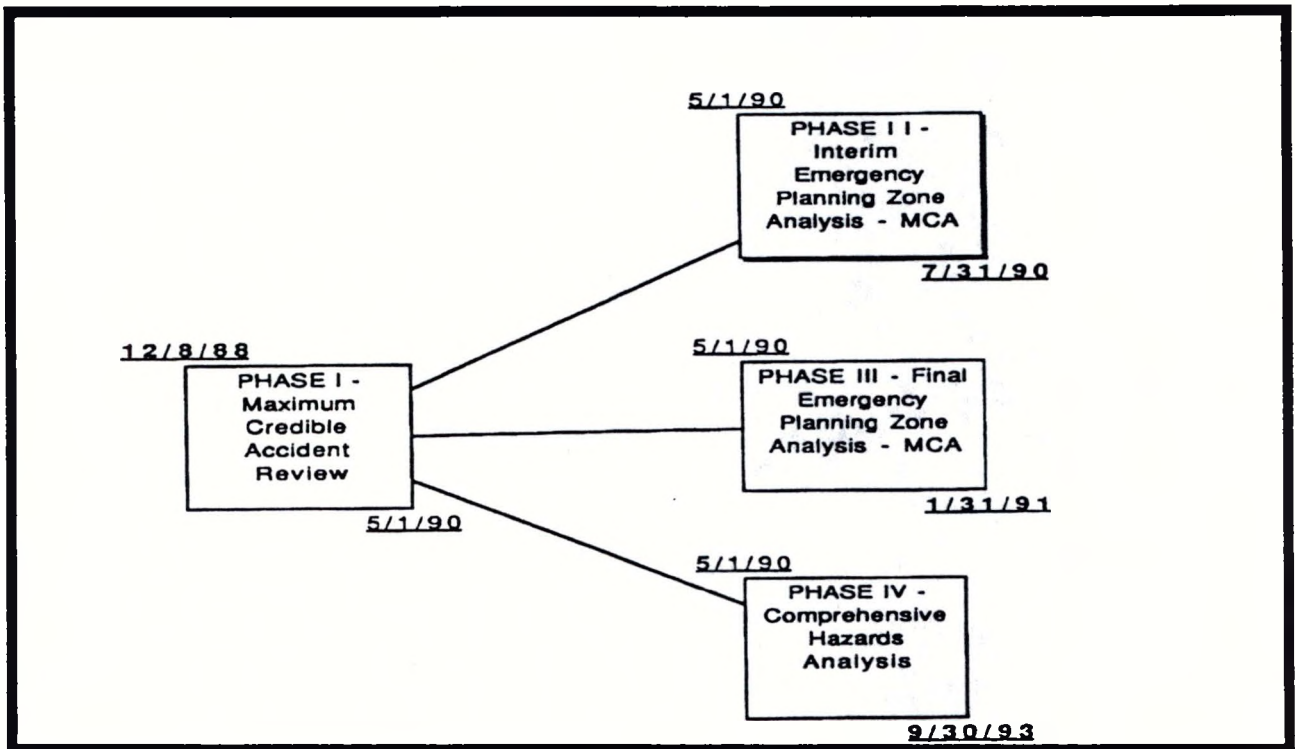 5/1/90
PHASE I I -
Interim
Emergency
Planning Zone
Analysis - MCA
7/31/90
12/8/88
PHASE I -
Maximum
Credible
Accident
Review
5/1/90
5/1/90
PHASE III - Final
Emergency
Planning Zone
Analysis - MCA
1/31/91
5/1/90
PHASE IV -
Comprehensive
Hazards
Analysis
9/30/93